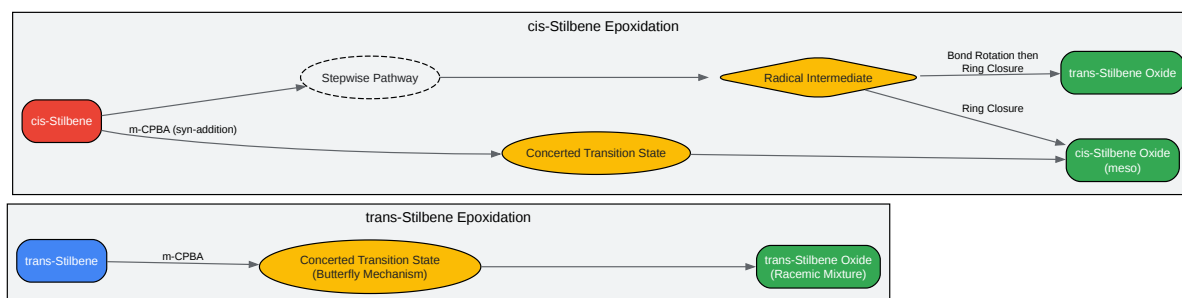 cis-Stilbene Epoxidation
Stepwise Pathway
Radical Intermediate
Bond Rotation then
Ring Closure
trans-Stilbene Oxide
cis-Stilbene
m-CPBA (syn-addition)
Concerted Transition State
Ring Closure
cis-Stilbene Oxide
(meso)
trans-Stilbene Epoxidation
trans-Stilbene
m-CPBA
Concerted Transition State
(Butterfly Mechanism)
trans-Stilbene Oxide
(Racemic Mixture)